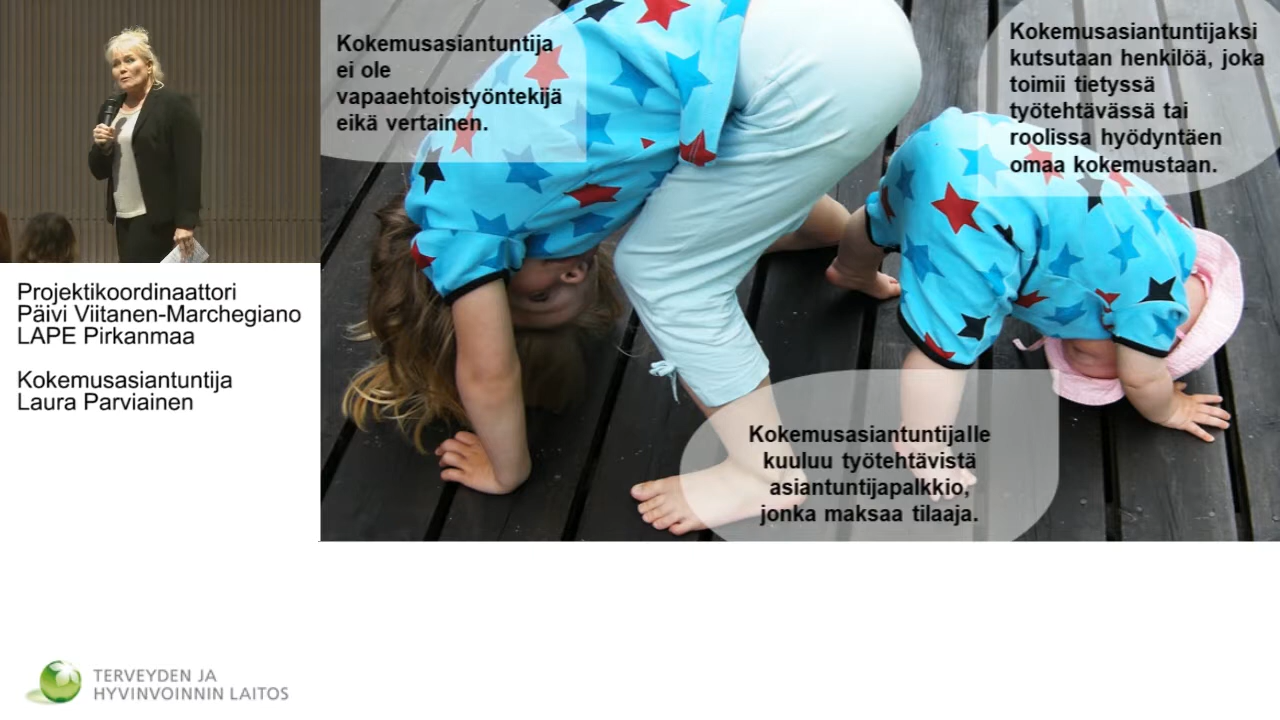 Kokemusasiantuntija
ei ole
vapaaehtoistyöntekijä
eikä vertainen.
Kokemusasiantuntijaksi
kutsutaan henkilöä, joka
toimii tietyssä
työtehtävässä tai
roolissa hyödyntäen
omaa kokemustaan.
Kokemusasiantuntijalle
kuuluu työtehtävistä
asiantuntijapalkkio,
jonka maksaa tilaaja.
Projektikoordinaattori
Päivi Viitanen-Marchegiano
LAPE Pirkanmaa
Kokemusasiantuntija
Laura Parviainen
TERVEYDEN JA
HYVINVOINNIN LAITOS